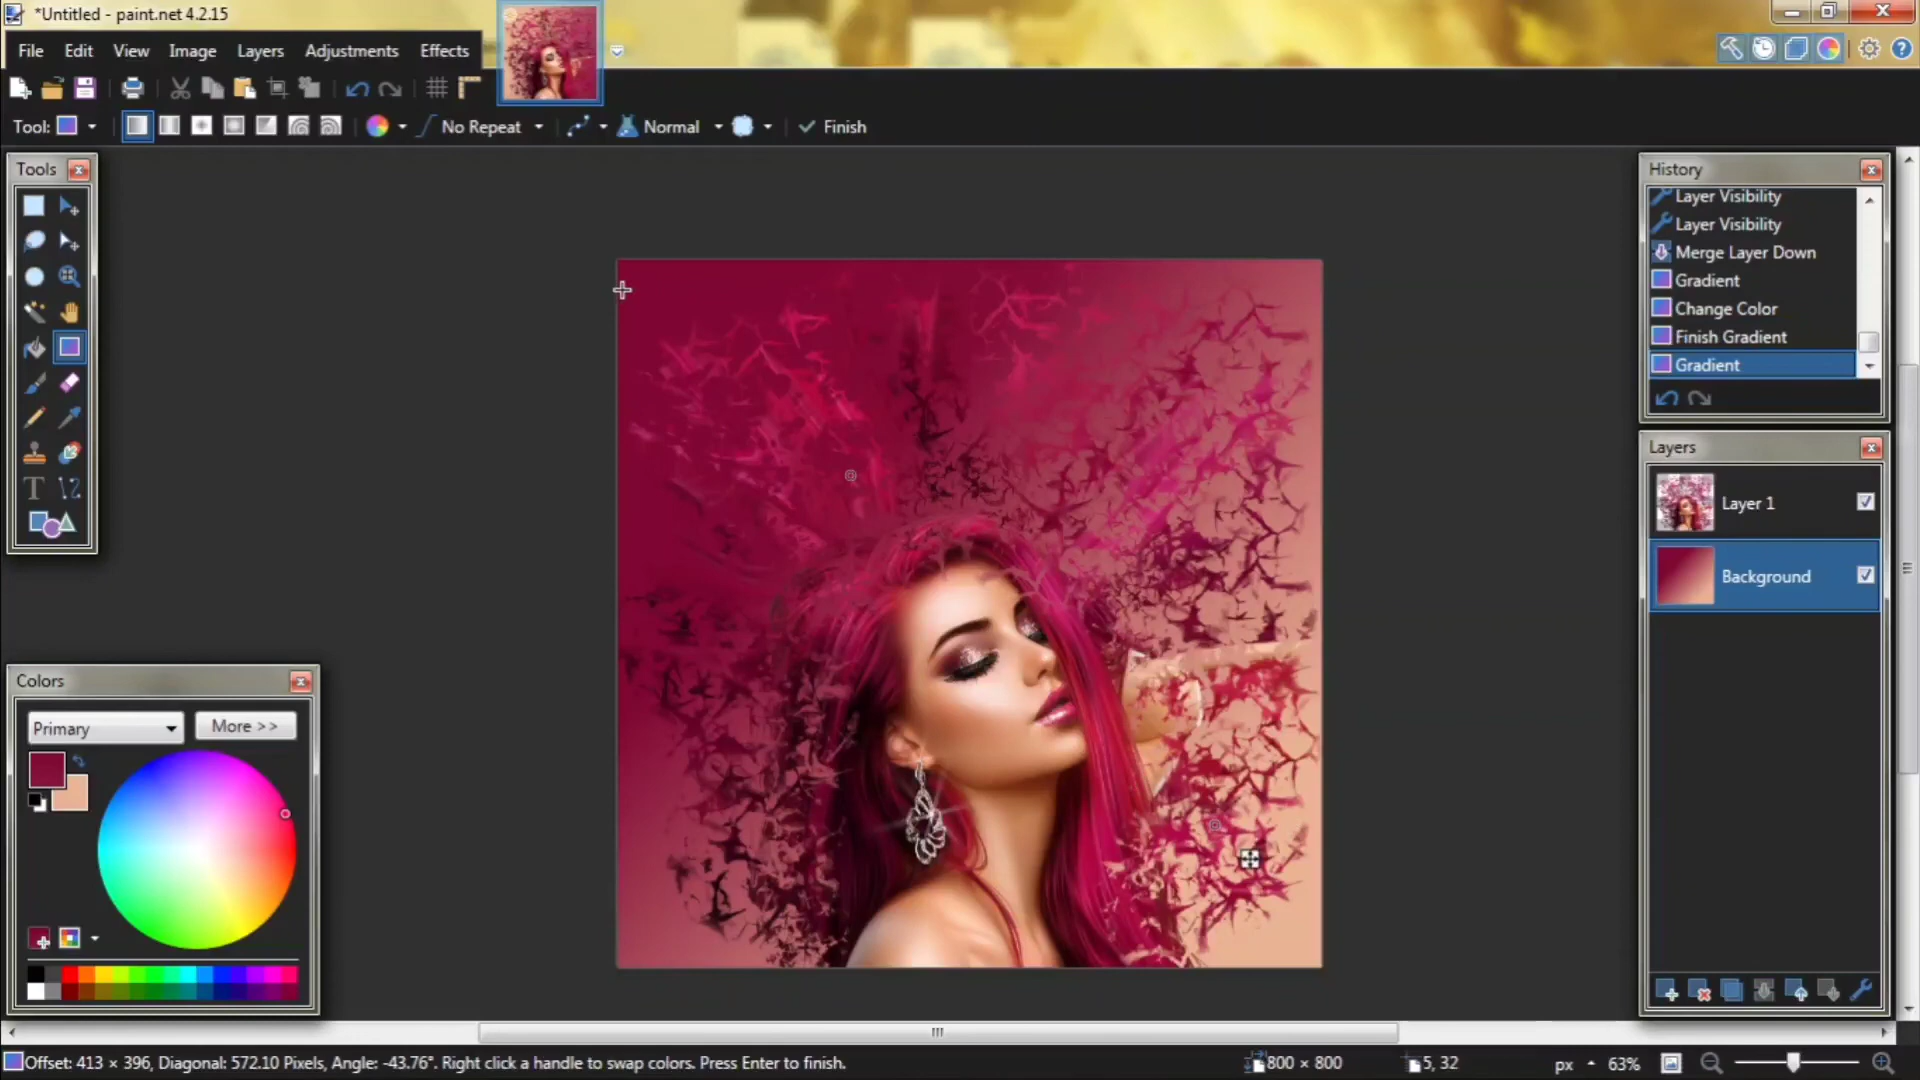 *Untitled - paint.net 4.2.15
File Edit View Image Layers Adjustments Effects
Tool: No Repeat Normal Finish
Tools
History
Layer Visibility
Layer Visibility
Merge Layer Down
Gradient
Change Color
Finish Gradient
Gradient
Layers
Layer 1
Background
Colors
Primary More >>
Offset: 413 × 396, Diagonal: 572.10 Pixels, Angle: -43.76°. Right click a handle to swap colors. Press Enter to finish. 800 × 800 5, 32 px 63%